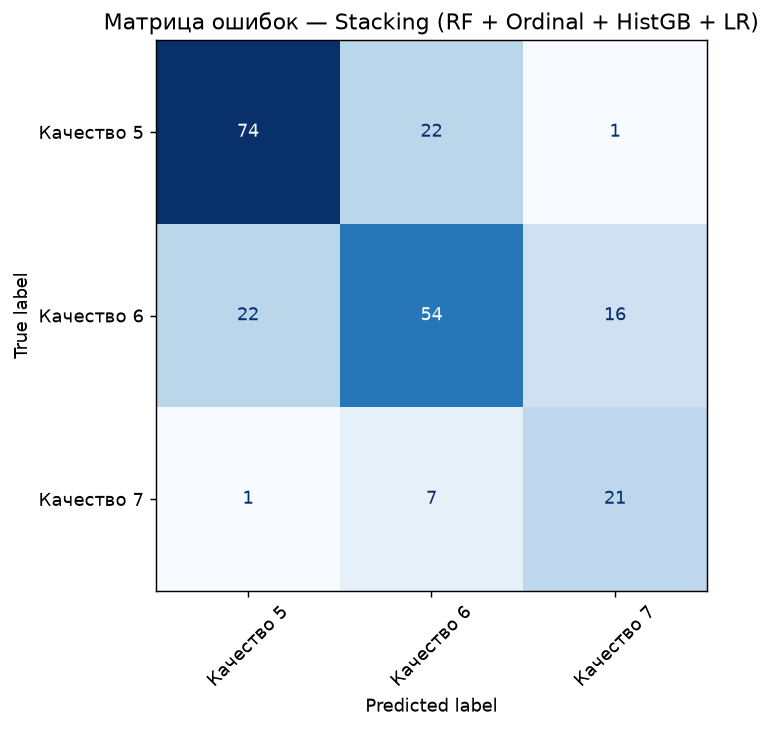 Матрица ошибок — Stacking (RF + Ordinal + HistGB + LR)
True label
Качество 5
74 22 1
Качество 6
22 54 16
Качество 7
1 7 21
Качество 5 Качество 6 Качество 7
Predicted label